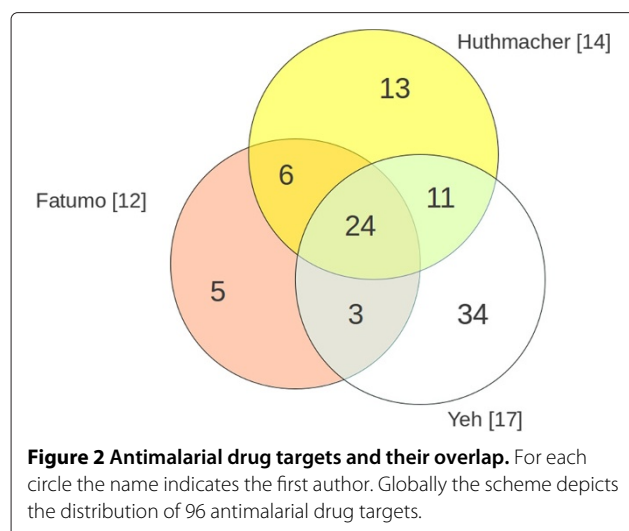 Huthmacher [14]
13
6
Fatumo [12]
11
24
5
3
34
Yeh [17]
Figure 2 Antimalarial drug targets and their overlap. For each
circle the name indicates the first author. Globally the scheme depicts
the distribution of 96 antimalarial drug targets.